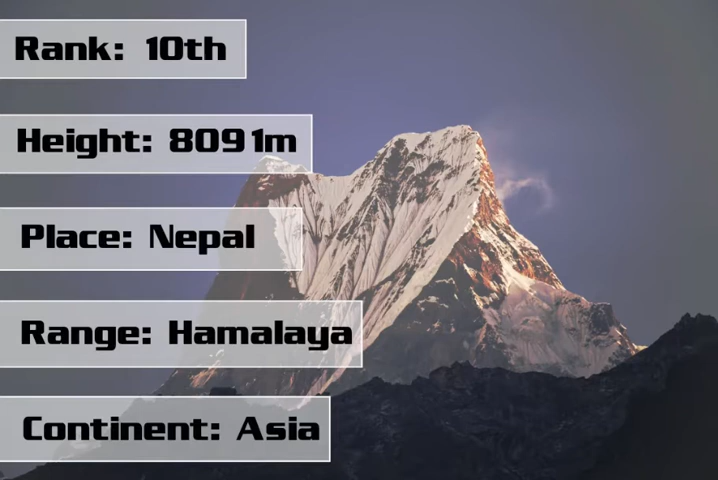 Rank: 10th
Height: 8091m
Place: Nepal
Range: Hamalaya
Continent: Asia